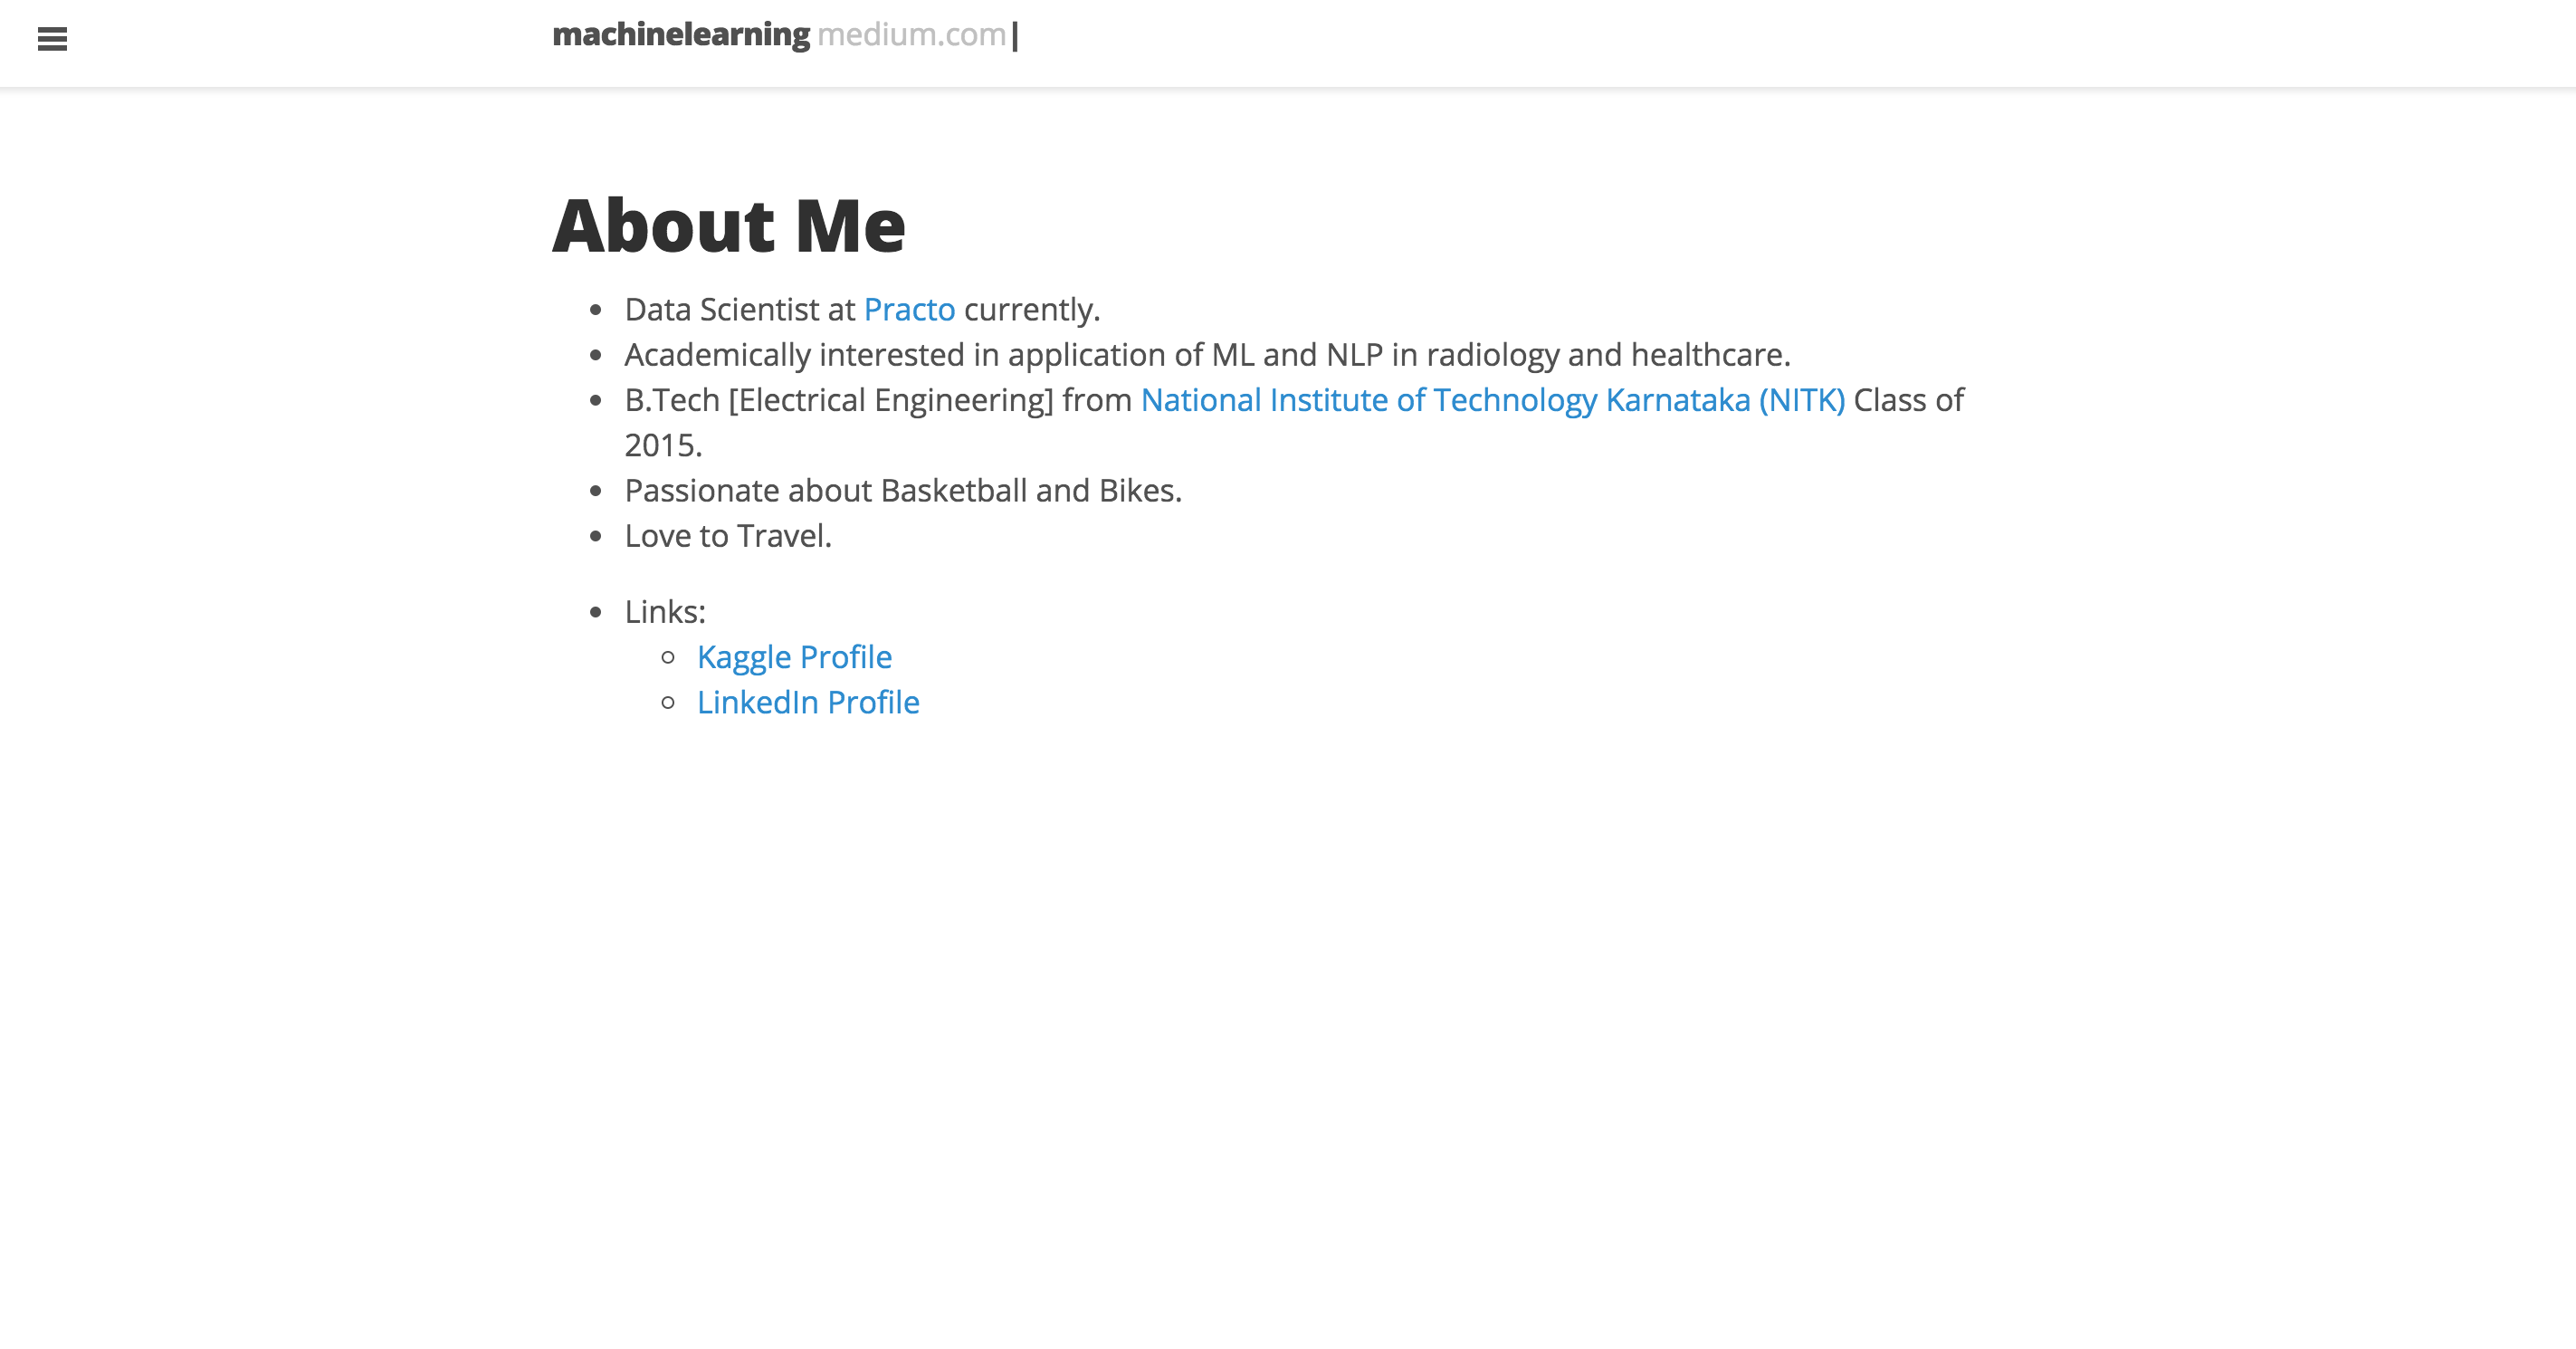 machinelearning medium.com|
About Me
Data Scientist at Practo currently.
Academically interested in application of ML and NLP in radiology and healthcare.
B.Tech [Electrical Engineering] from National Institute of Technology Karnataka (NITK) Class of
2015.
Passionate about Basketball and Bikes.
Love to Travel.
Links:
Kaggle Profile
LinkedIn Profile